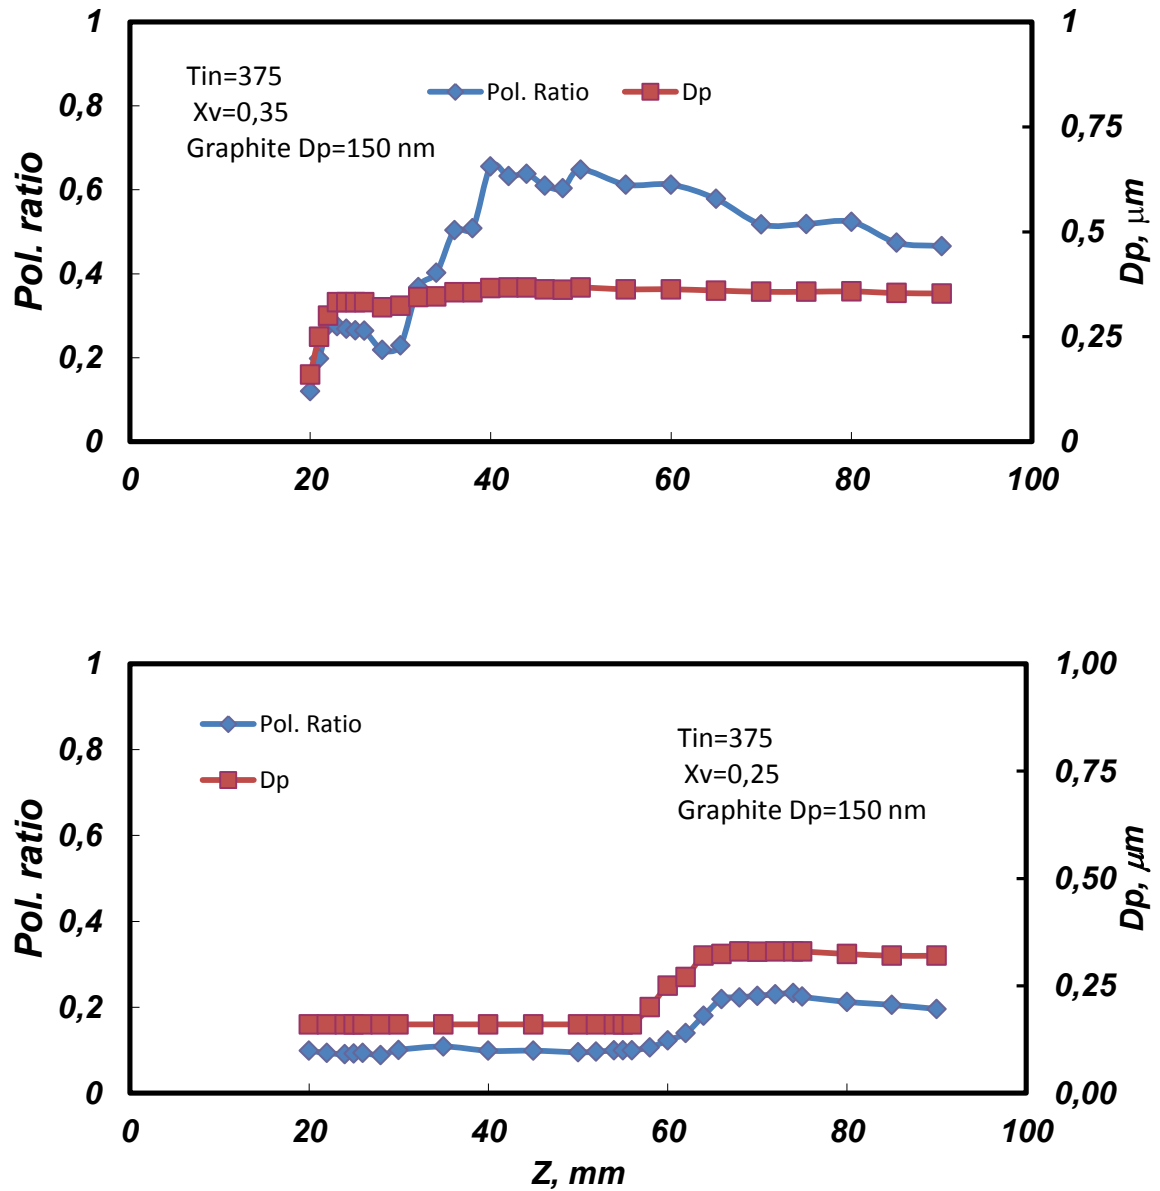 1
0,8
0,6
0,4
0,2
0
Pol. ratio
Tin=375
Xv=0,35
Graphite Dp=150 nm
Pol. Ratio
Dp
1
0,75
0,5
0,25
0
Dp, μm
0 20 40 60 80 100
1
0,8
0,6
0,4
0,2
0
Pol. ratio
Pol. Ratio
Dp
Tin=375
Xv=0,25
Graphite Dp=150 nm
1,00
0,75
0,50
0,25
0,00
Dp, μm
0 20 40 60 80 100
Z, mm